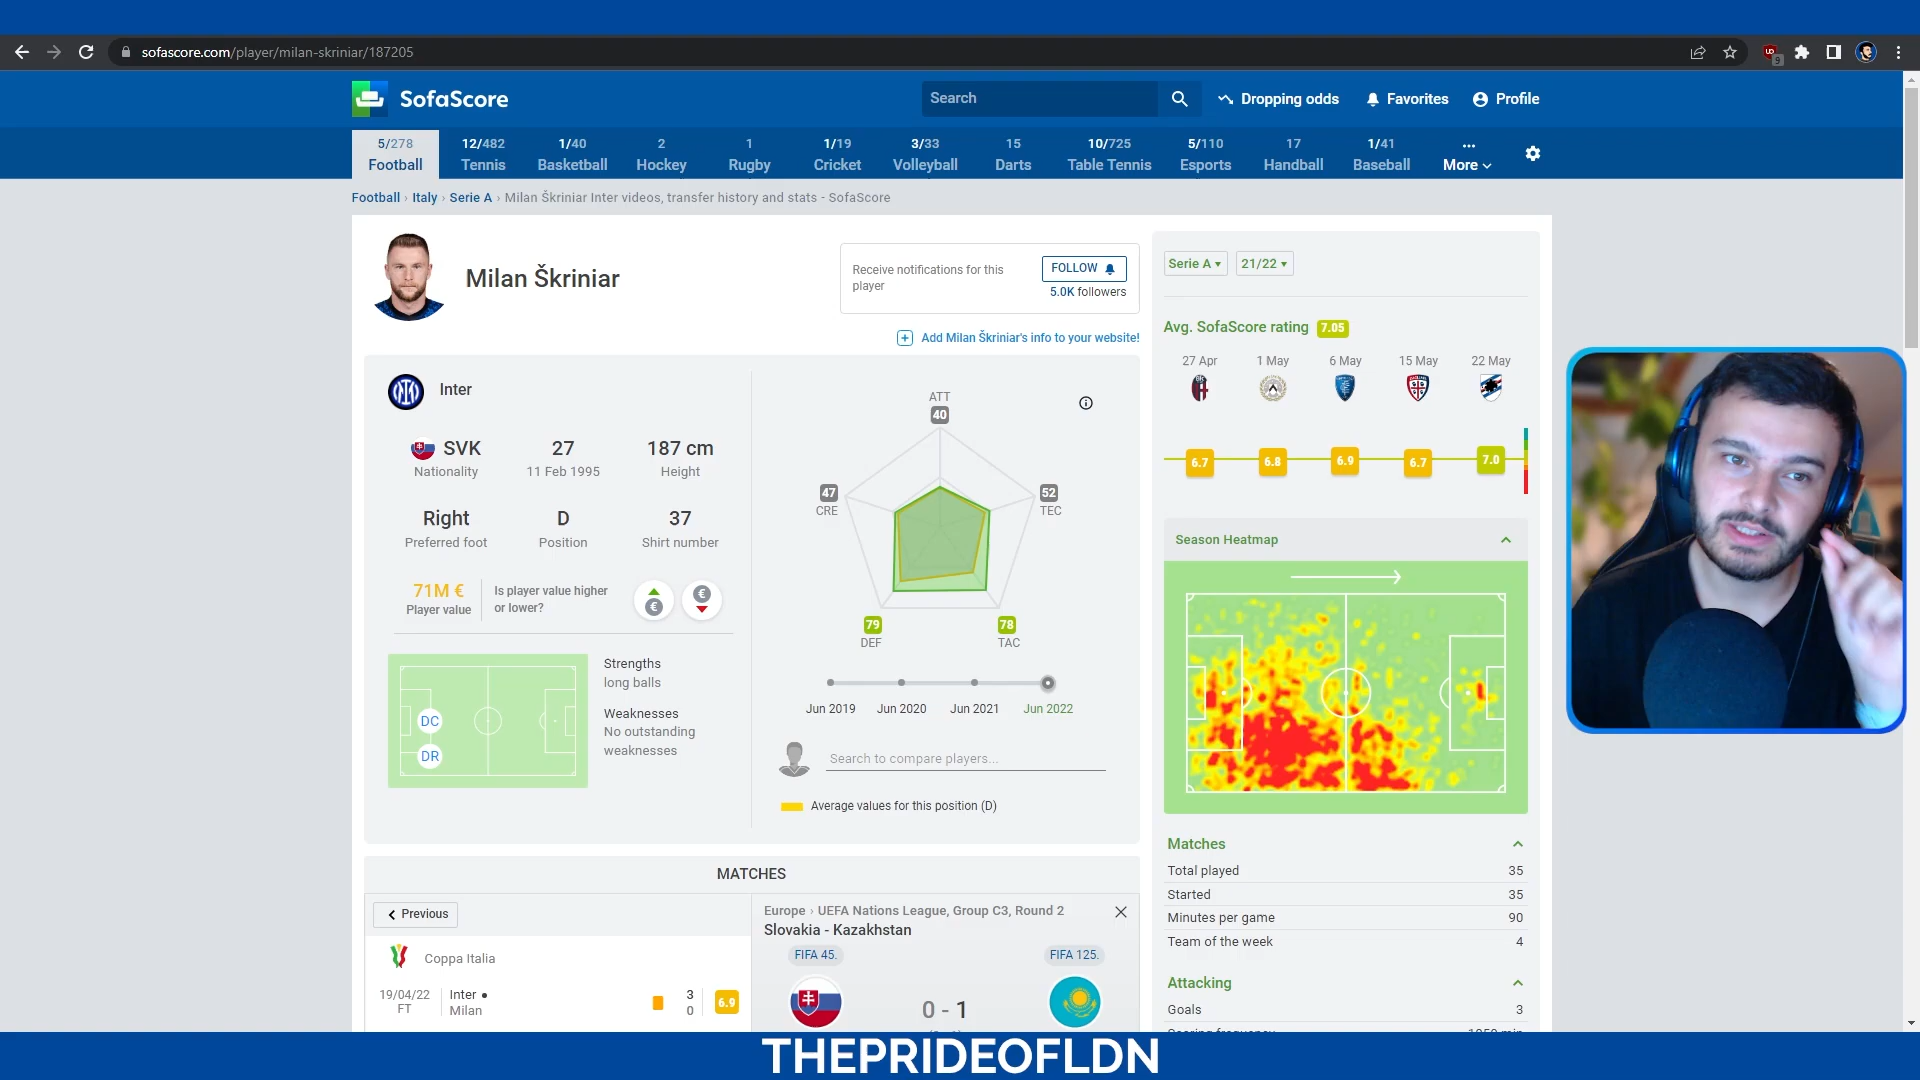 sofascore.com/player/milan-skriniar/187205
SofaScore
Search
Dropping odds
Favorites
Profile
5/278
Football
12/482
Tennis
1/40
Basketball
2
Hockey
1
Rugby
1/19
Cricket
3/33
Volleyball
15
Darts
10/725
Table Tennis
5/110
Esports
17
Handball
1/41
Baseball
More
Football › Italy › Serie A › Milan Škriniar Inter videos, transfer history and stats - SofaScore
Milan Škriniar
Receive notifications for this
player
FOLLOW
5.0K followers
Add Milan Škriniar's info to your website!
Inter
SVK
Nationality
27
11 Feb 1995
187 cm
Height
Right
Preferred foot
D
Position
37
Shirt number
71M €
Player value
Is player value higher
or lower?
€
€
DC
DR
Strengths
long balls
Weaknesses
No outstanding
weaknesses
ATT
40
47
CRE
52
TEC
79
DEF
78
TAC
Jun 2019
Jun 2020
Jun 2021
Jun 2022
Search to compare players...
Average values for this position (D)
MATCHES
Previous
Coppa Italia
19/04/22
FT
Inter
Milan
3
0
6.9
Europe › UEFA Nations League, Group C3, Round 2
Slovakia - Kazakhstan
FIFA 45.
FIFA 125.
0 - 1
Serie A
21/22
Avg. SofaScore rating 7.05
27 Apr
1 May
6 May
15 May
22 May
6.7
6.8
6.9
6.7
7.0
Season Heatmap
Matches
Total played 35
Started 35
Minutes per game 90
Team of the week 4
Attacking
Goals 3
THEPRIDEOFLDN